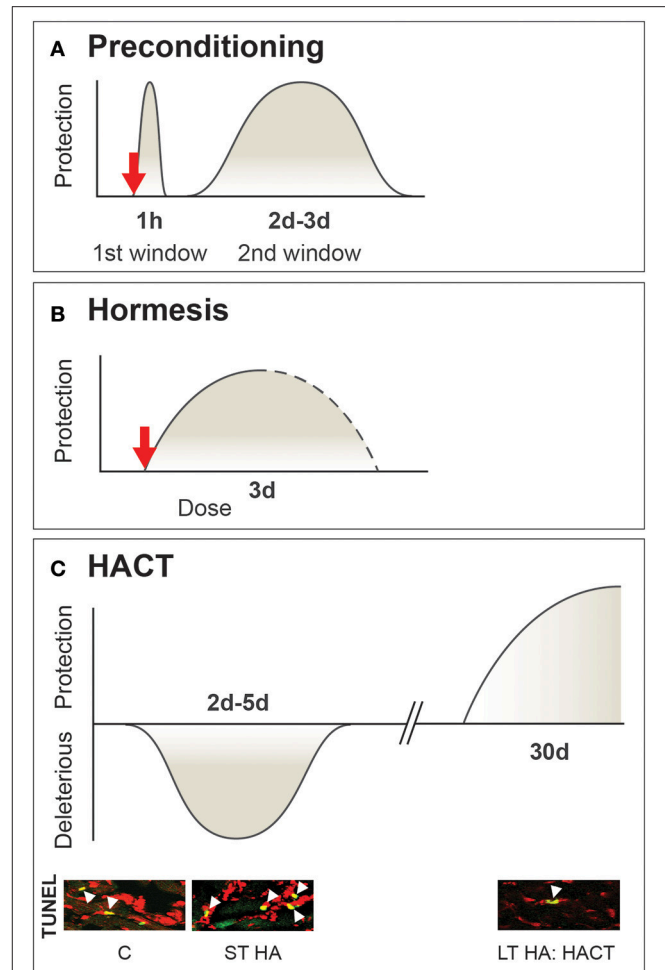 A Preconditioning
Protection
1h
2d-3d
1st window
2nd window
B Hormesis
Protection
3d
Dose
C HACT
Protection
Deleterious
2d-5d
30d
TUNEL
C
ST HA
LT HA: HACT